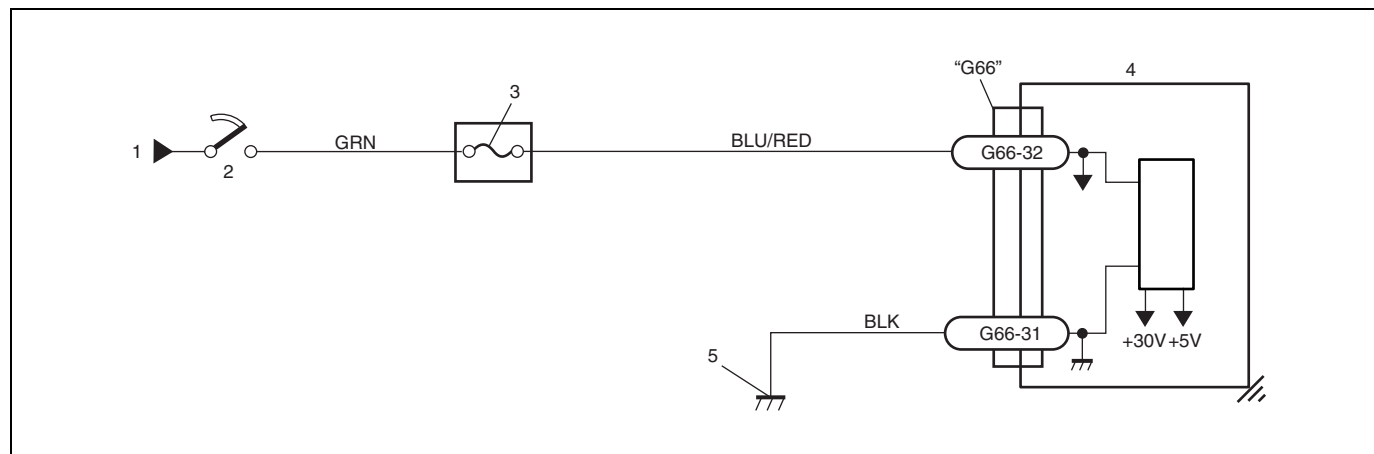 “G66”
4
3
1
2
GRN
BLU/RED
G66-32
BLK
G66-31
+30V +5V
5